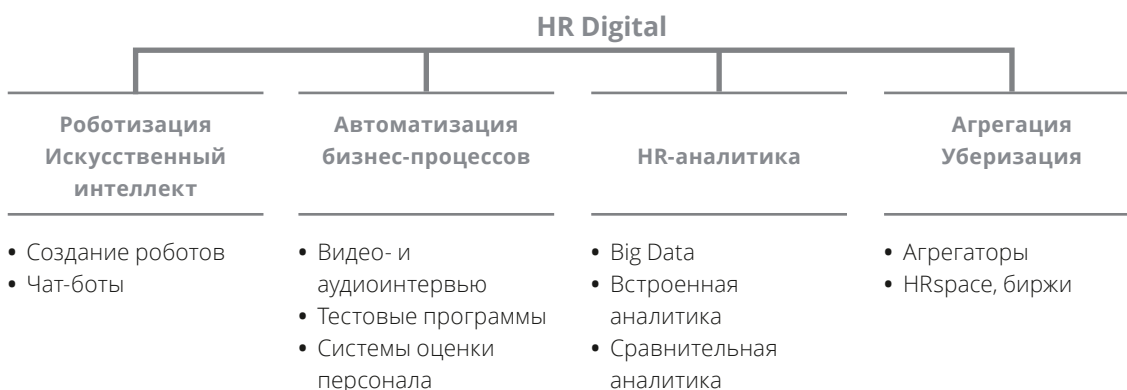 HR Digital
Роботизация
Искусственный
интеллект
Автоматизация
бизнес-процессов
HR-аналитика
Агрегация
Уберизация
• Создание роботов
• Чат-боты
• Видео- и
аудиоинтервью
• Тестовые программы
• Системы оценки
персонала
• Big Data
• Встроенная
аналитика
• Сравнительная
аналитика
• Агрегаторы
• HRspace, биржи